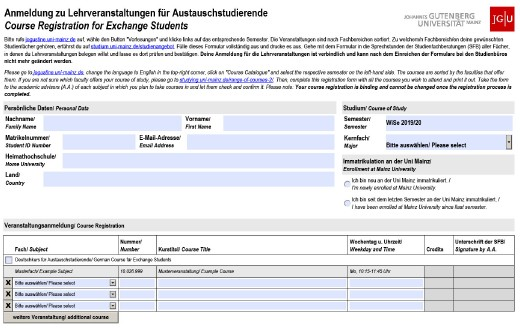 Anmeldung zu Lehrveranstaltungen für Austauschstudierende
Course Registration for Exchange Students
JOHANNES GUTENBERG
UNIVERSITÄT MAINZ
JGU
Bitte rufe jogustine.uni-mainz.de auf, wähle den Button "Vorlesungen" und klicke links auf das entsprechende Semester. Die Veranstaltungen sind nach Fachbereichen sortiert. Zu welchem Fachbereichen deine gewünschten
Studienfächer gehören, erfährst du auf studium.uni-mainz.de/studienangebot. Fülle dieses Formular vollständig aus und drucke es aus. Gehe mit dem Formular in die Sprechstunden der Studienfachberatungen (SFB) aller Fächer,
in denen du Lehrveranstaltungen belegen willst und lasse es dort prüfen und bestätigen. Deine Anmeldung für die Lehrveranstaltungen ist verbindlich und kann nach dem Einreichen der Formulare bei den Studienbüros
nicht mehr geändert werden.
Please go to jogustine.uni-mainz.de, change the language to English in the top-right corner, click on "Course Catalogue" and select the respective semester on the left-hand side. The courses are sorted by the faculties that offer
them. If you are not sure which faculty offers your course of study, please go to studying.uni-mainz.de/range-of-courses-2/. Then, complete this registration form with all the courses you wish to attend and print it out. Take the form
to the academic advisors (A.A.) of each subject in which you plan to take courses and let them check and confirm it. Please note: Your course registration is binding and cannot be changed once the registration process is
completed.
Persönliche Daten/ Personal Data
Studium/ Course of Study
Nachname/
Family Name
Vorname/
First Name
Semester/
Semester
WiSe 2019/20
Matrikelnummer/
Student ID Number
E-Mail-Adresse/
Email Address
Kernfach/
Major
Bitte auswählen/ Please select
Heimathochschule/
Home University
Immatrikulation an der Uni Mainz/
Enrollment at Mainz University
Land/
Country
Ich bin neu an der Uni Mainz immatrikuliert. /
I'm newly enrolled at Mainz University.
Ich bin seit dem letzten Semester an der Uni Mainz immatrikuliert. /
I have been enrolled at Mainz University since last semester.
Veranstaltungsanmeldung/ Course Registration
Fach/ Subject
Nummer/
Number
Kurstitel/ Course Title
Wochentag u. Uhrzeit/
Weekday and Time
Credits
Unterschrift der SFB/
Signature by A.A.
Deutschkurs für Austauschstudierende/ German Course for Exchange Students
Musterfach/ Example Subject
10.026.999
Musterveranstaltung/ Example Course
Mo, 10:15-11:45 Uhr
X Bitte auswählen/ Please select
X Bitte auswählen/ Please select
X Bitte auswählen/ Please select
weitere Veranstaltung/ additional course